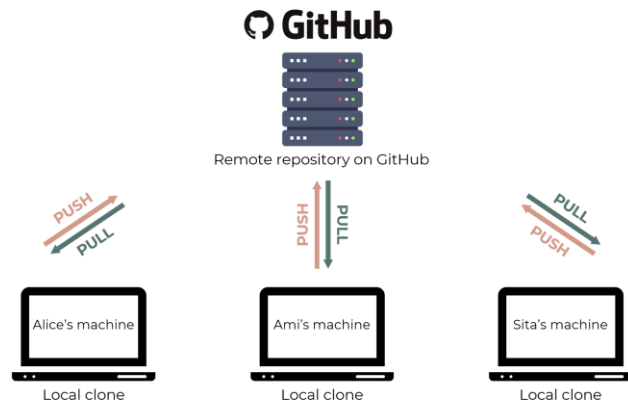 GitHub
Remote repository on GitHub
PUSH
PULL
PUSH
PULL
PULL
PUSH
Alice's machine
Ami's machine
Sita's machine
Local clone
Local clone
Local clone